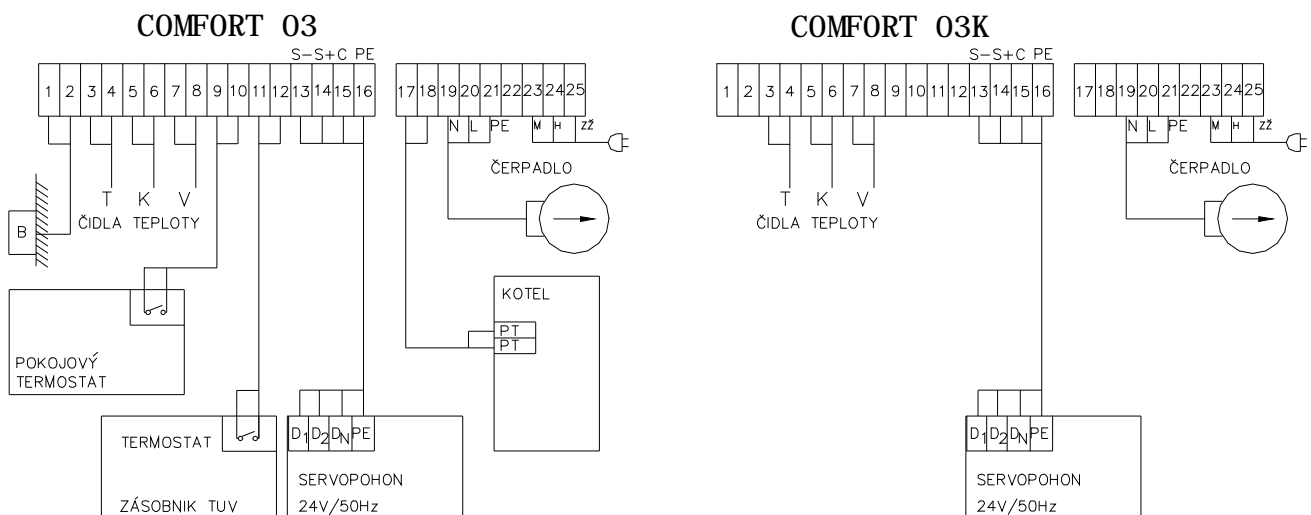 COMFORT 03
COMFORT 03K
S-S+C PE
S-S+C PE
1 2 3 4 5 6 7 8 9 10 11 12 13 14 15 16
17 18 19 20 21 22 23 24 25
1 2 3 4 5 6 7 8 9 10 11 12 13 14 15 16
17 18 19 20 21 22 23 24 25
N L PE M H ZŽ
N L PE M H ZŽ
ČERPADLO
ČERPADLO
T K V
ČIDLA TEPLOTY
T K V
ČIDLA TEPLOTY
B
KOTEL
PT
PT
POKOJOVÝ
TERMOSTAT
TERMOSTAT
ZÁSOBNIK TUV
D1 D2 DN PE
SERVOPOHON
24V/50Hz
D1 D2 DN PE
SERVOPOHON
24V/50Hz